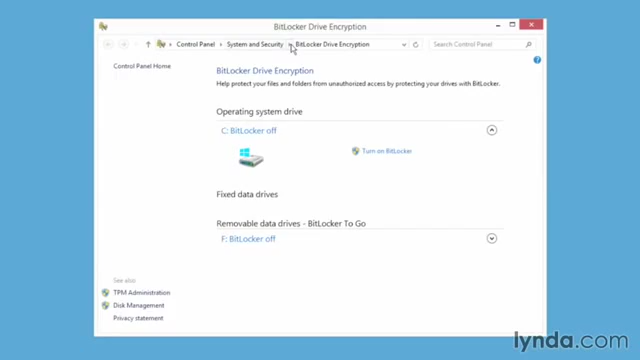 BitLocker Drive Encryption
Control Panel System and Security BitLocker Drive Encryption Search Control Panel
Control Panel Home
BitLocker Drive Encryption
Help protect your files and folders from unauthorized access by protecting your drives with BitLocker.
Operating system drive
C: BitLocker off
Turn on BitLocker
Fixed data drives
Removable data drives - BitLocker To Go
F: BitLocker off
See also
TPM Administration
Disk Management
Privacy statement
lynda.com